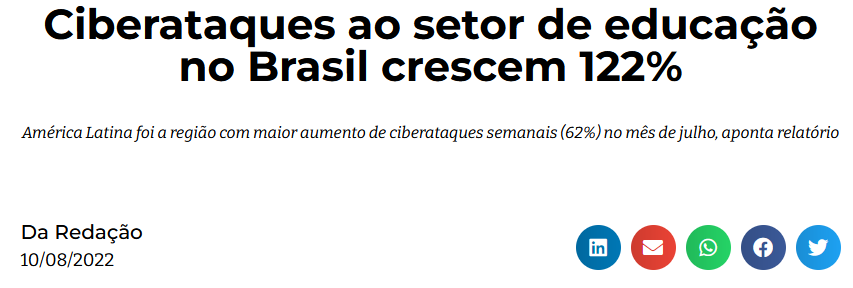 Ciberataques ao setor de educação
no Brasil crescem 122%
América Latina foi a região com maior aumento de ciberataques semanais (62%) no mês de julho, aponta relatório
Da Redação
10/08/2022